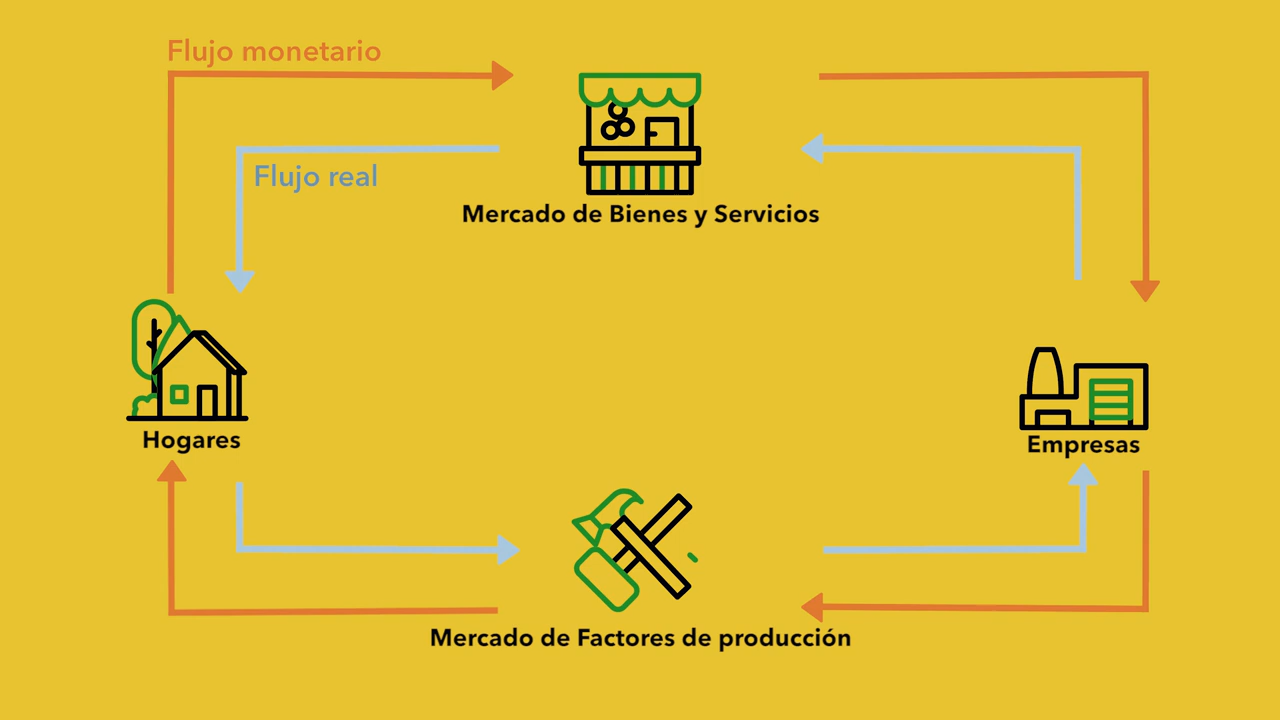 Flujo monetario
Flujo real
Mercado de Bienes y Servicios
Hogares
Empresas
Mercado de Factores de producción